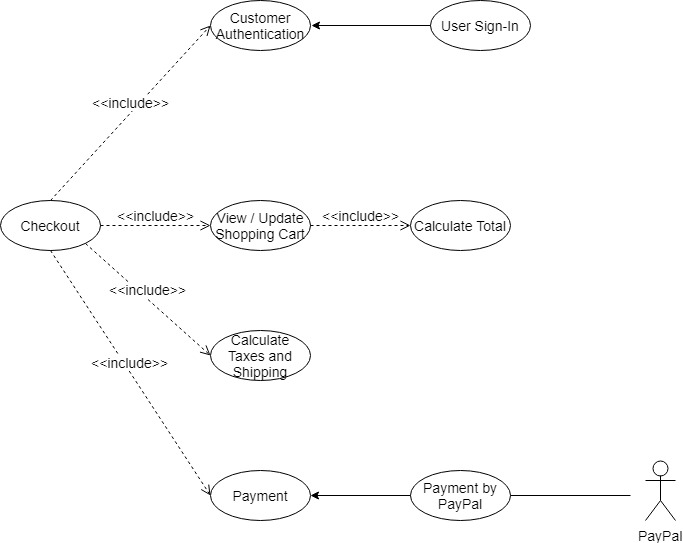 Customer
Authentication
User Sign-In
<<include>>
Checkout
<<include>>
View / Update
Shopping Cart
<<include>>
Calculate Total
<<include>>
Calculate
Taxes and
Shipping
<<include>>
Payment
Payment by
PayPal
PayPal